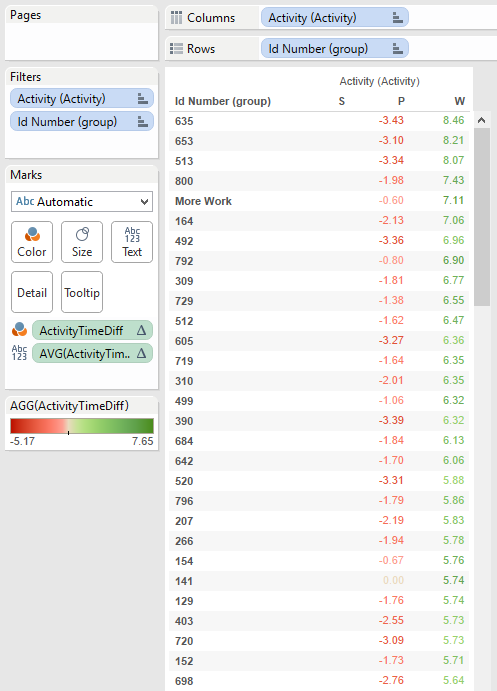 Pages
Columns Activity (Activity)
Rows Id Number (group)
Filters
Activity (Activity)
Id Number (group)
Marks
Abc Automatic
Color Size Abc 123 Text
Detail Tooltip
ActivityTimeDiff Δ
Abc 123 AVG(ActivityTim.. Δ
AGG(ActivityTimeDiff)
-5.17 7.65
Activity (Activity)
Id Number (group) S P W
635 -3.43 8.46
653 -3.10 8.21
513 -3.34 8.07
800 -1.98 7.43
More Work -0.60 7.11
164 -2.13 7.06
492 -3.36 6.96
792 -0.80 6.90
309 -1.81 6.77
729 -1.38 6.55
512 -1.62 6.47
605 -3.27 6.36
719 -1.64 6.35
310 -2.01 6.35
499 -1.06 6.32
390 -3.39 6.32
684 -1.84 6.13
642 -1.70 6.06
520 -3.31 5.88
796 -1.79 5.86
207 -2.19 5.83
266 -1.94 5.78
154 -0.67 5.76
141 0.00 5.74
129 -1.76 5.74
403 -2.55 5.73
720 -3.09 5.73
152 -1.73 5.71
698 -2.76 5.64